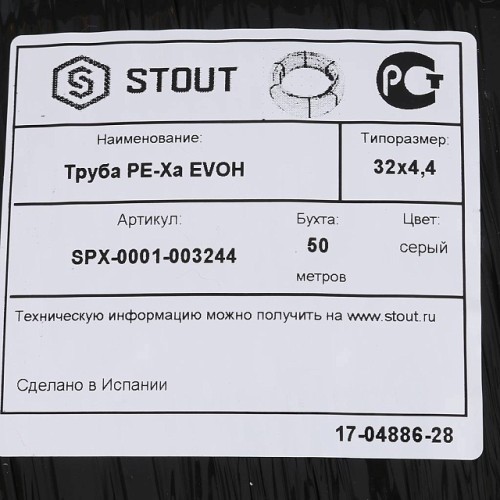 STOUT
РСТ
Наименование: Типоразмер:
Труба PE-Xa EVOH 32x4,4
Артикул: Бухта: Цвет:
SPX-0001-003244 50 серый
метров
Техническую информацию можно получить на www.stout.ru
Сделано в Испании
17-04886-28